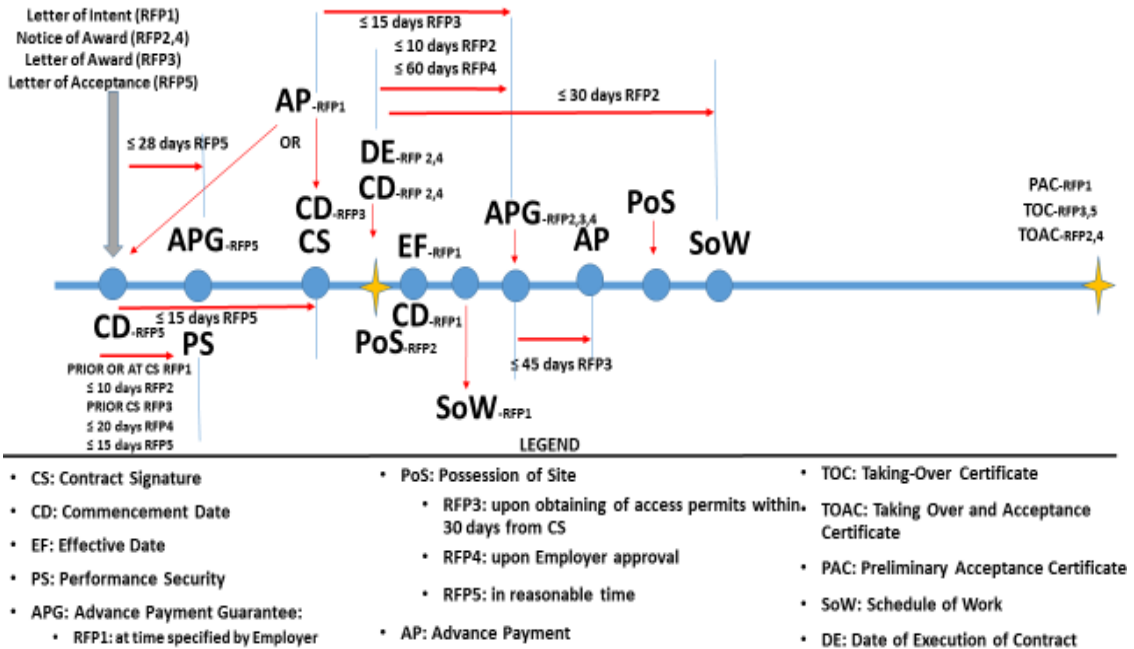 Letter of Intent (RFP1)
Notice of Award (RFP2,4)
Letter of Award (RFP3)
Letter of Acceptance (RFP5)
≤ 15 days RFP3
≤ 10 days RFP2
≤ 60 days RFP4
≤ 30 days RFP2
AP-RFP1
OR
≤ 28 days RFP5
DE-RFP 2,4
CD-RFP 2,4
CD-RFP3
CS
APG-RFP5
EF-RFP1
APG-RFP2,3,4
AP
PoS
SoW
PAC-RFP1
TOC-RFP3,5
TOAC-RFP2,4
CD-RFP5
≤ 15 days RFP5
PS
PRIOR OR AT CS RFP1
≤ 10 days RFP2
PRIOR CS RFP3
≤ 20 days RFP4
≤ 15 days RFP5
CD-RFP1
PoS-RFP2
≤ 45 days RFP3
SoW-RFP1
LEGEND
• CS: Contract Signature
• CD: Commencement Date
• EF: Effective Date
• PS: Performance Security
• APG: Advance Payment Guarantee:
• RFP1: at time specified by Employer
• PoS: Possession of Site
• RFP3: upon obtaining of access permits within
30 days from CS
• RFP4: upon Employer approval
• RFP5: in reasonable time
• AP: Advance Payment
• TOC: Taking-Over Certificate
• TOAC: Taking Over and Acceptance
Certificate
• PAC: Preliminary Acceptance Certificate
• SoW: Schedule of Work
• DE: Date of Execution of Contract